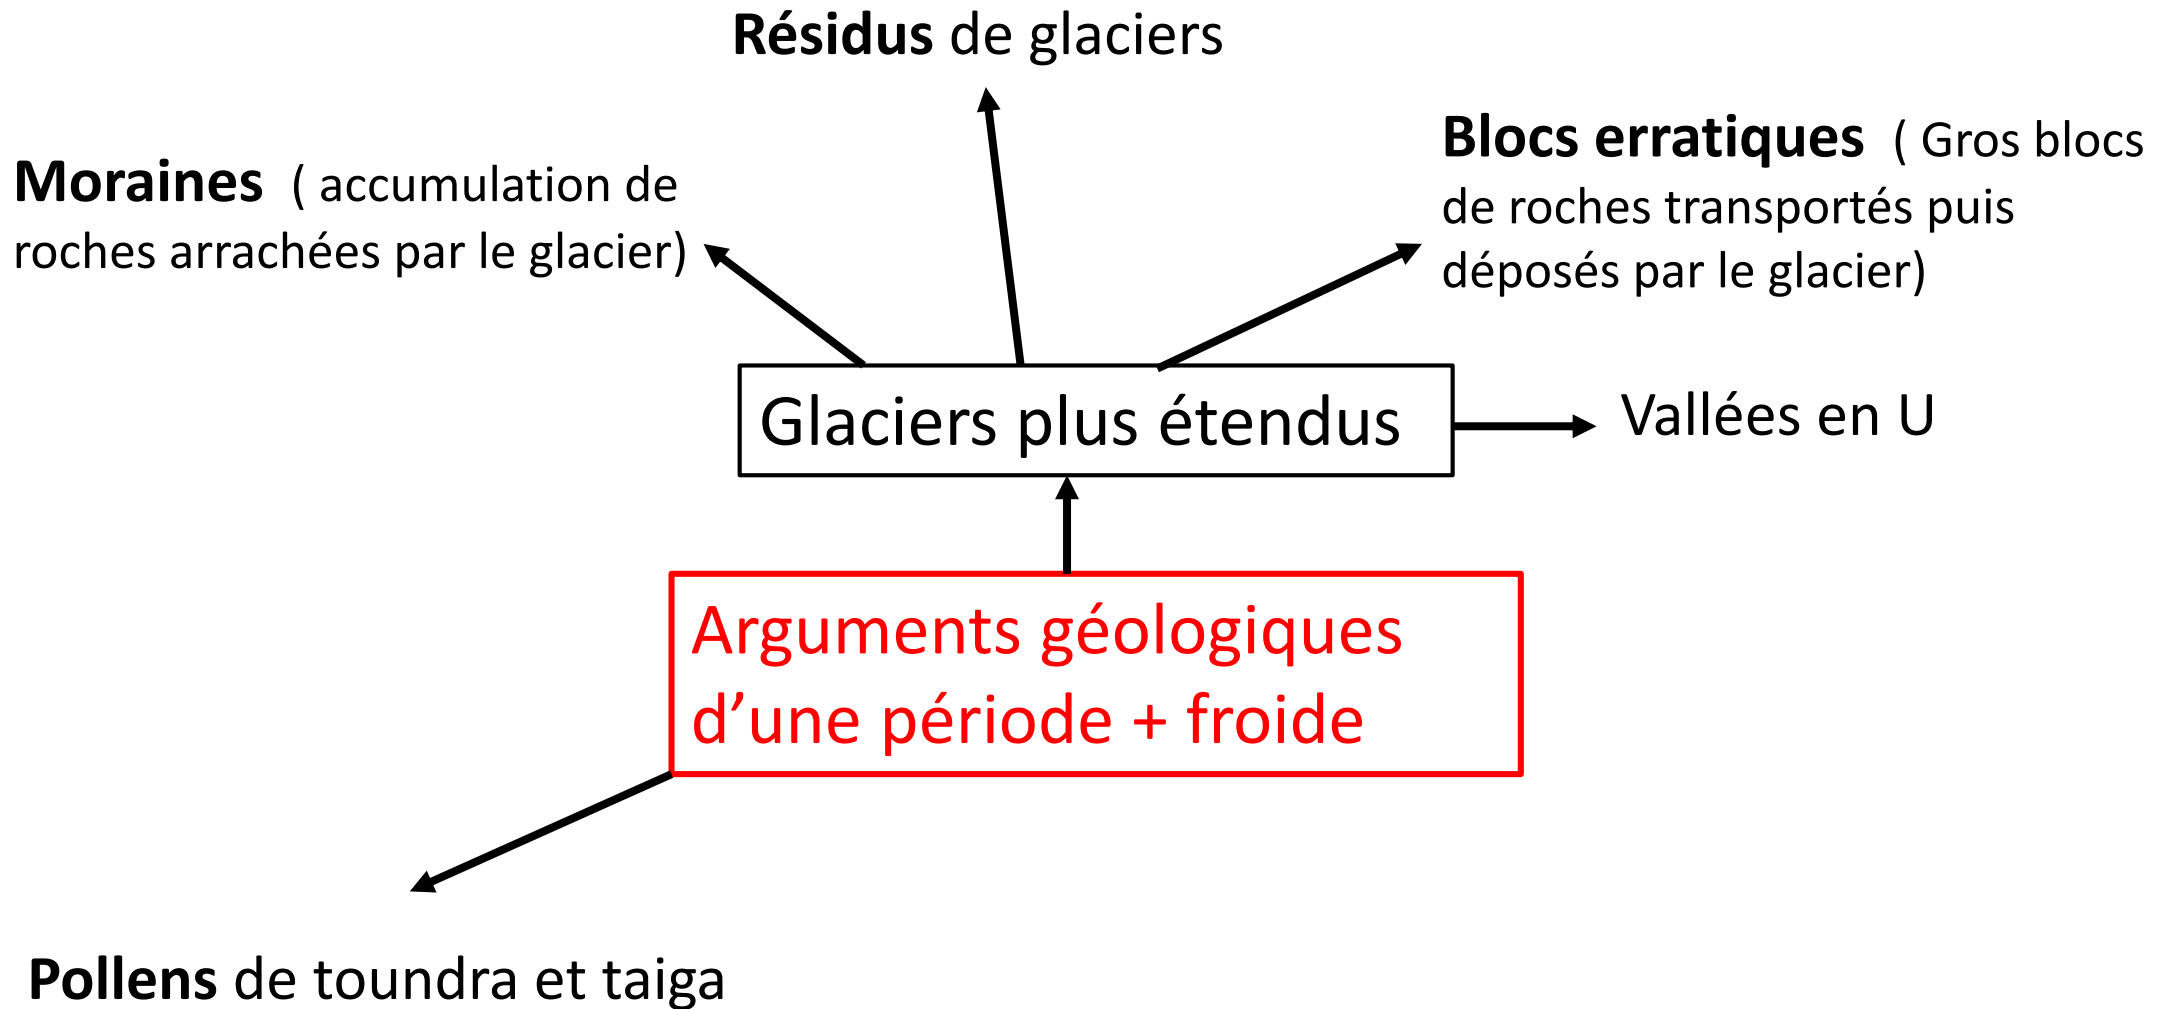 Résidus de glaciers
Moraines ( accumulation de
roches arrachées par le glacier)
Blocs erratiques ( Gros blocs
de roches transportés puis
déposés par le glacier)
Glaciers plus étendus
Vallées en U
Arguments géologiques
d’une période + froide
Pollens de toundra et taiga